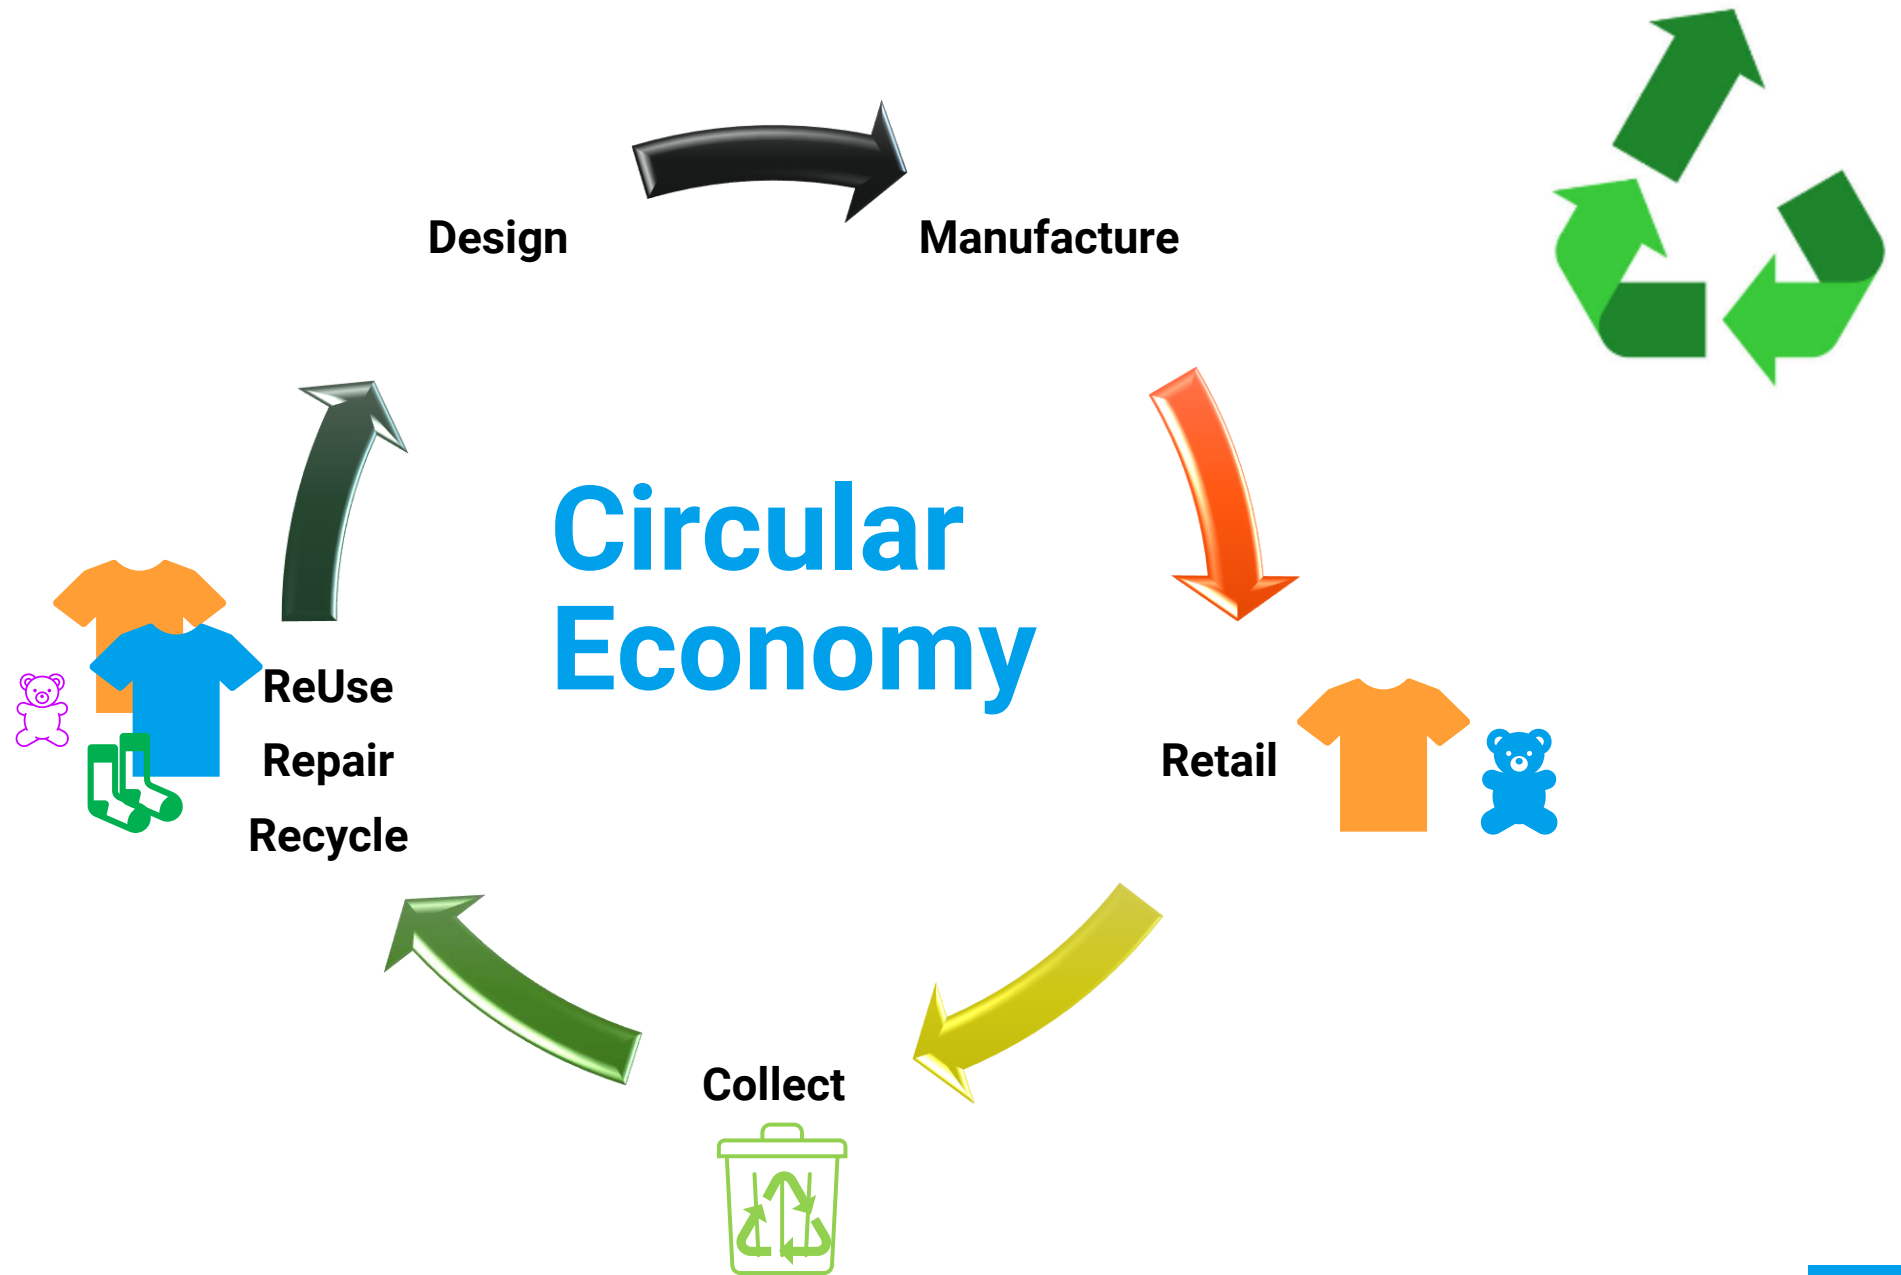 Design
Manufacture
Circular
Economy
ReUse
Repair
Recycle
Retail
Collect